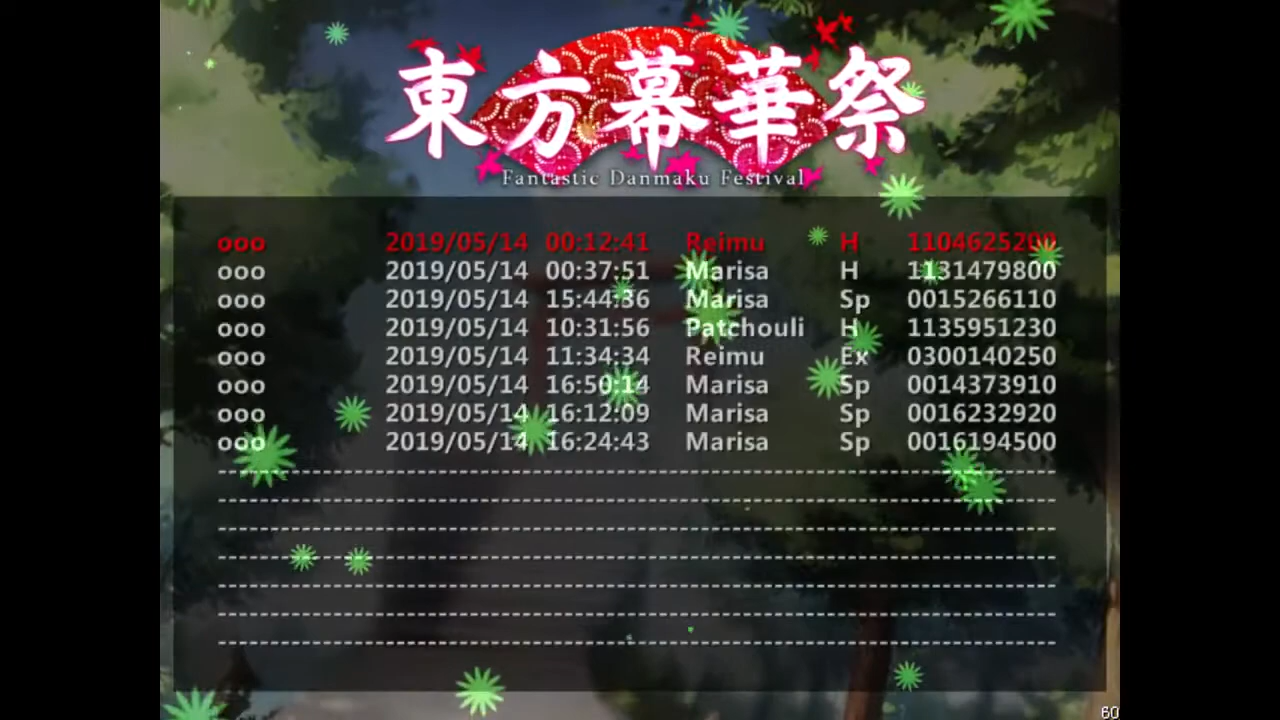 東方幕華祭
Fantastic Danmaku Festival
ooo 2019/05/14 00:12:41 Reimu H 1104625200
ooo 2019/05/14 00:37:51 Marisa H 1131479800
ooo 2019/05/14 15:44:36 Marisa Sp 0015266110
ooo 2019/05/14 10:31:56 Patchouli H 1135951230
ooo 2019/05/14 11:34:34 Reimu Ex 0300140250
ooo 2019/05/14 16:50:14 Marisa Sp 0014373910
ooo 2019/05/14 16:12:09 Marisa Sp 0016232920
ooo 2019/05/14 16:24:43 Marisa Sp 0016194500
60